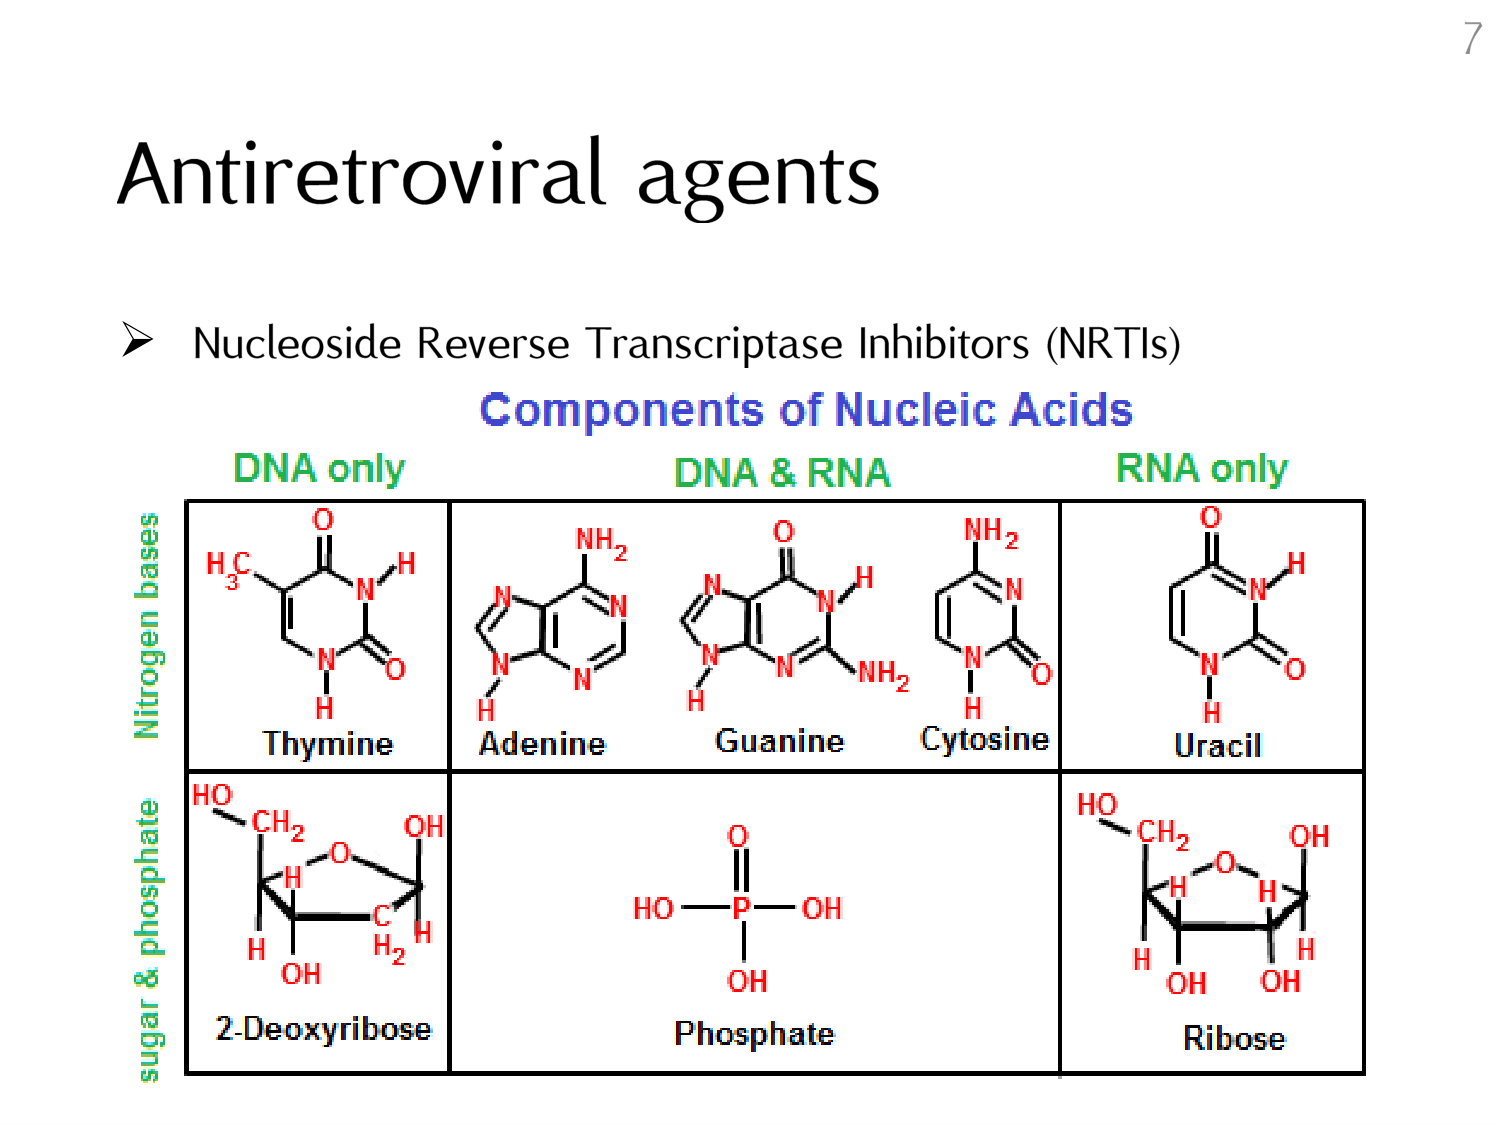 7
Antiretroviral agents
➢ Nucleoside Reverse Transcriptase Inhibitors (NRTIs)
Components of Nucleic Acids
DNA only
DNA & RNA
RNA only
Nitrogen bases
O
H3C
H
N
N
O
H
Thymine
NH2
N
N
N
N
H
Adenine
O
N
H
N
N
N
NH2
H
Guanine
NH2
N
N
O
H
Cytosine
O
H
N
N
O
H
Uracil
sugar & phosphate
HO
CH2
OH
O
H
C
H2
H
H
OH
2-Deoxyribose
O
HO P OH
OH
Phosphate
HO
CH2
OH
O
H
H
H
H
OH
OH
Ribose